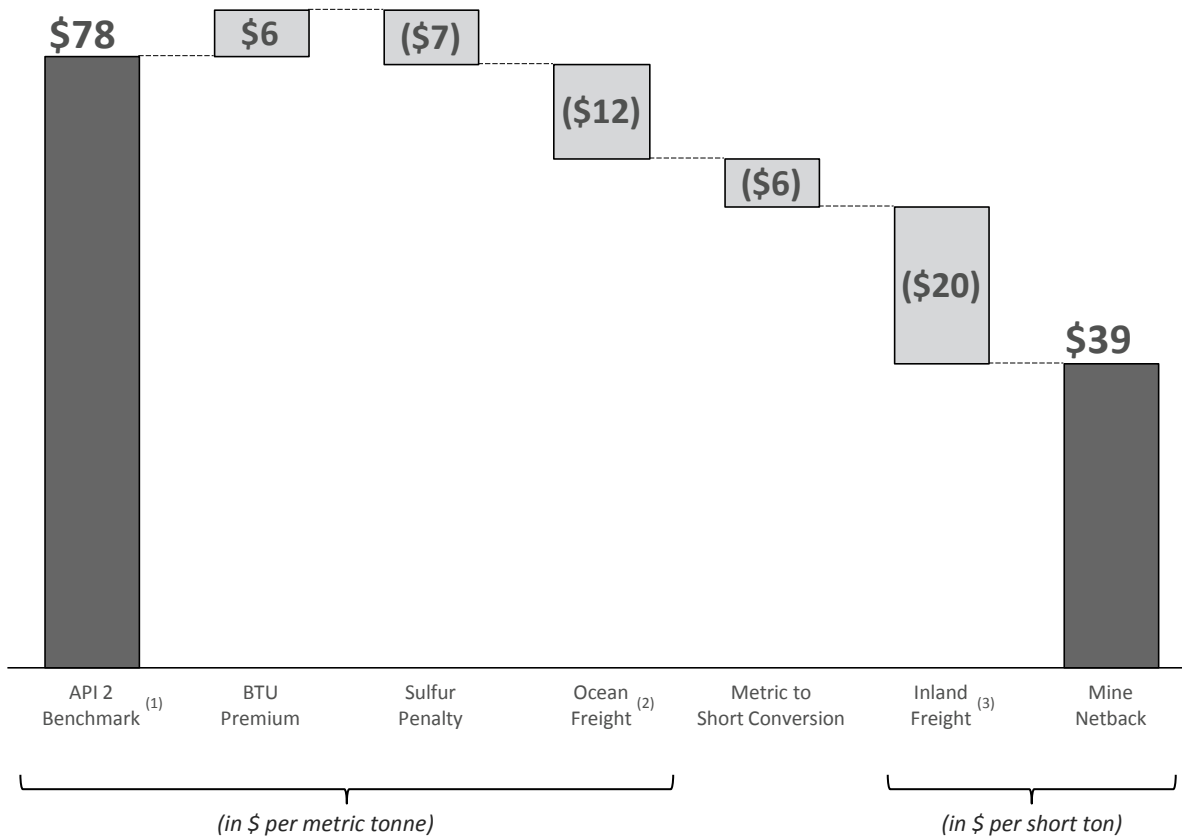 $78
$6
($7)
($12)
($6)
($20)
$39
API 2
Benchmark (1)
BTU
Premium
Sulfur
Penalty
Ocean
Freight (2)
Metric to
Short Conversion
Inland
Freight (3)
Mine
Netback
(in $ per metric tonne)
(in $ per short ton)